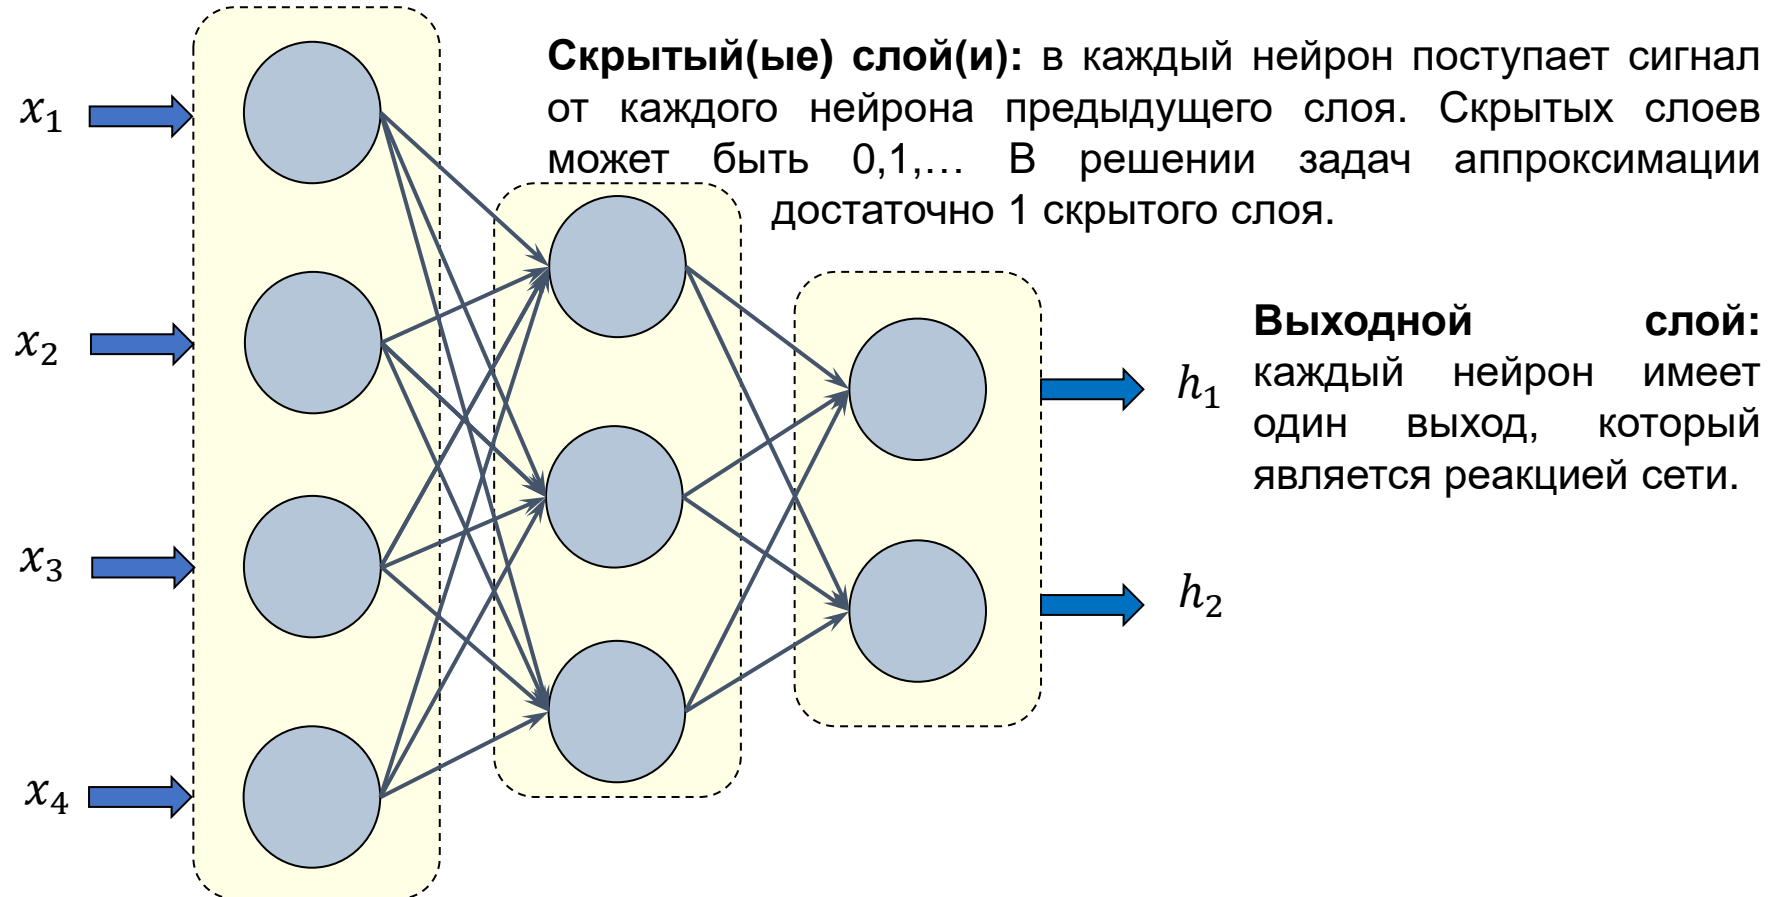 Скрытый(ые) слой(и): в каждый нейрон поступает сигнал
от каждого нейрона предыдущего слоя. Скрытых слоев
может быть 0,1,... В решении задач аппроксимации
достаточно 1 скрытого слоя.
x₁
x₂
x₃
x₄
h₁
h₂
Выходной слой:
каждый нейрон имеет
один выход, который
является реакцией сети.